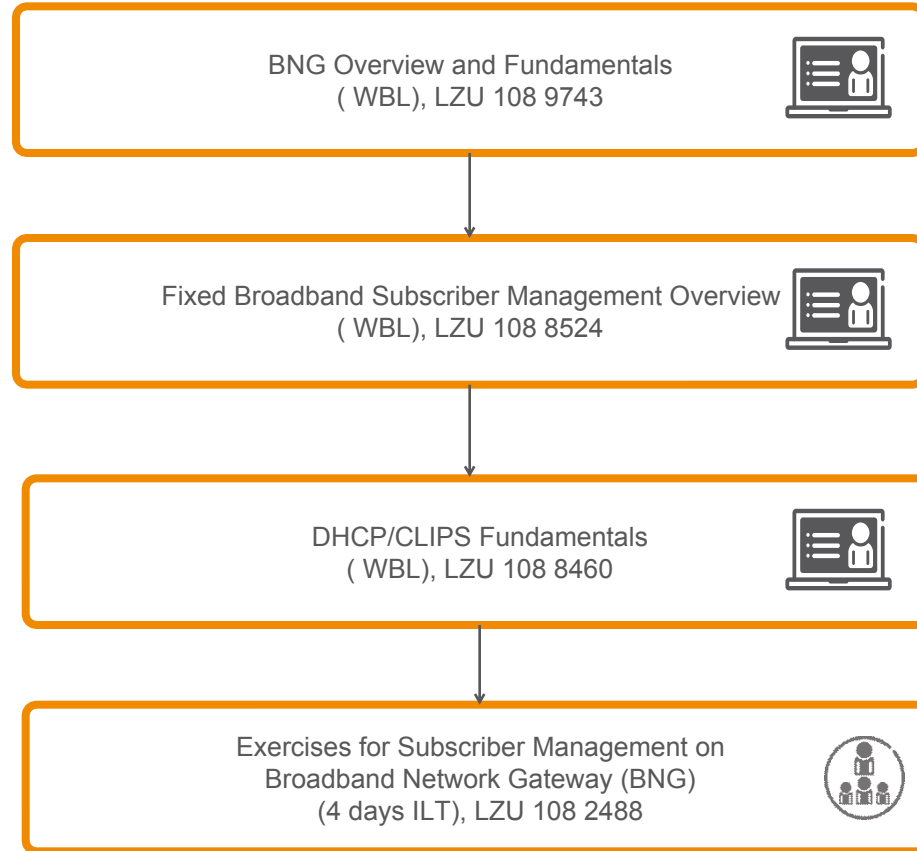 BNG Overview and Fundamentals
( WBL), LZU 108 9743
Fixed Broadband Subscriber Management Overview
( WBL), LZU 108 8524
DHCP/CLIPS Fundamentals
( WBL), LZU 108 8460
Exercises for Subscriber Management on
Broadband Network Gateway (BNG)
(4 days ILT), LZU 108 2488